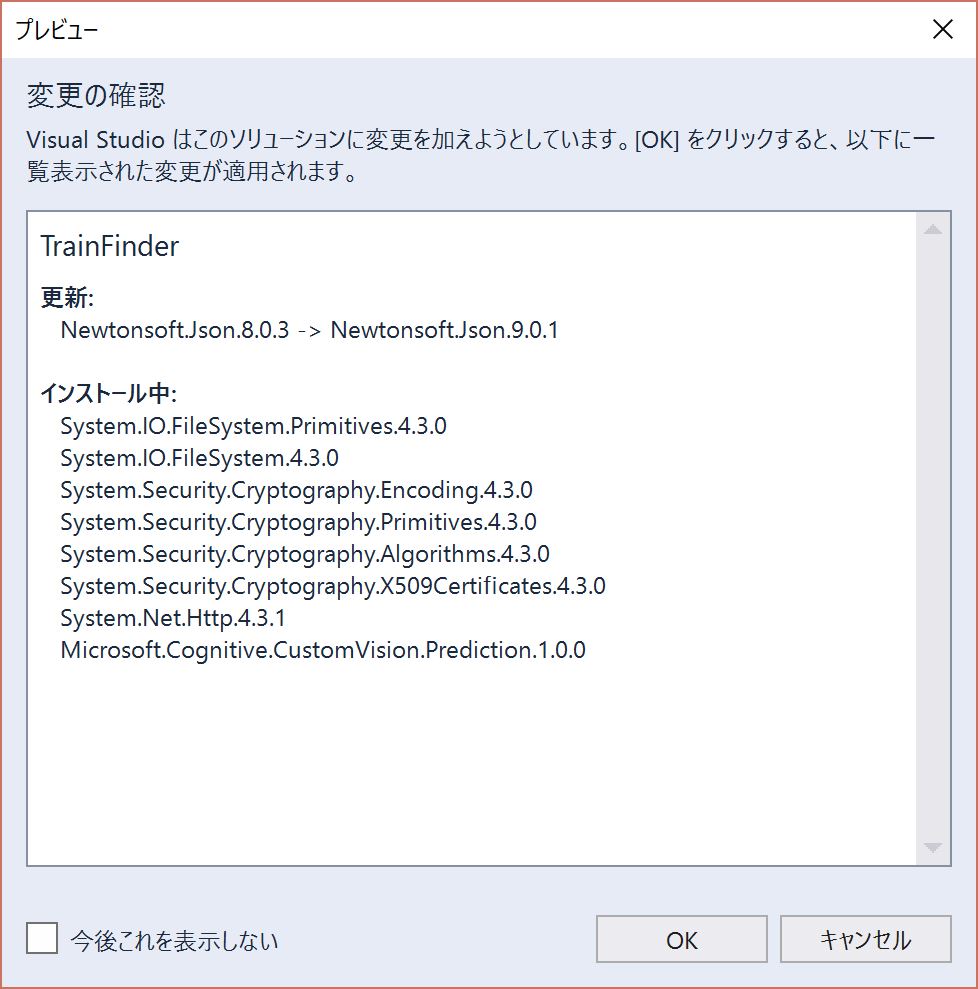 プレビュー
変更の確認
Visual Studio はこのソリューションに変更を加えようとしています。[OK] をクリックすると、以下に一
覧表示された変更が適用されます。
TrainFinder
更新:
Newtonsoft.Json.8.0.3 -> Newtonsoft.Json.9.0.1
インストール中:
System.IO.FileSystem.Primitives.4.3.0
System.IO.FileSystem.4.3.0
System.Security.Cryptography.Encoding.4.3.0
System.Security.Cryptography.Primitives.4.3.0
System.Security.Cryptography.Algorithms.4.3.0
System.Security.Cryptography.X509Certificates.4.3.0
System.Net.Http.4.3.1
Microsoft.Cognitive.CustomVision.Prediction.1.0.0
今後これを表示しない
OK
キャンセル